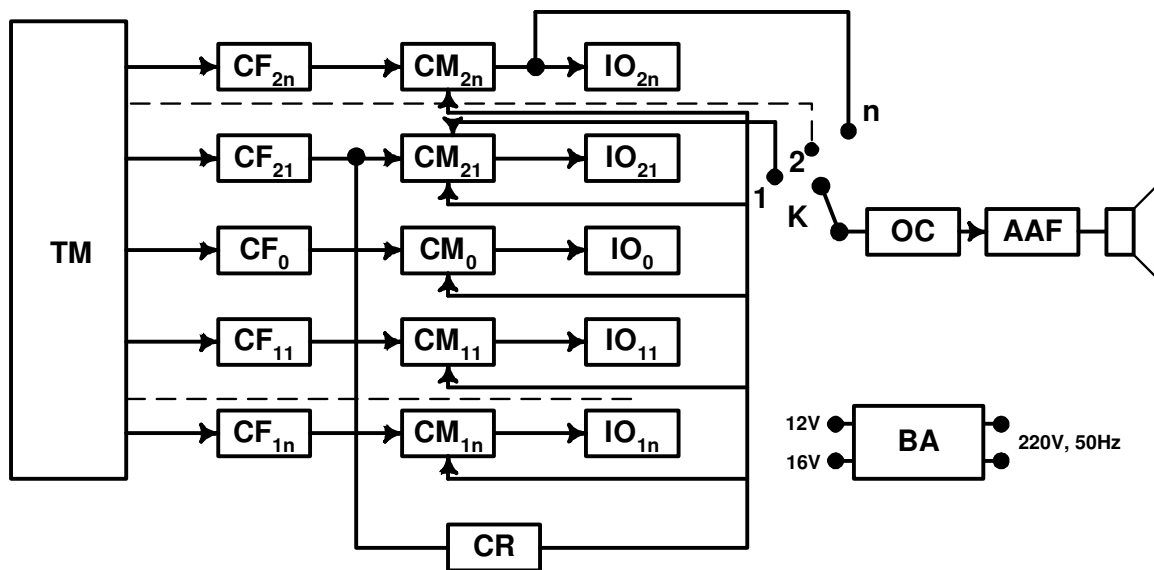 TM
CF2n CM2n IO2n n
CF21 CM21 IO21 1 2
K
CF0 CM0 IO0 OC AAF
CF11 CM11 IO11
CF1n CM1n IO1n
12V
16V
BA
220V, 50Hz
CR